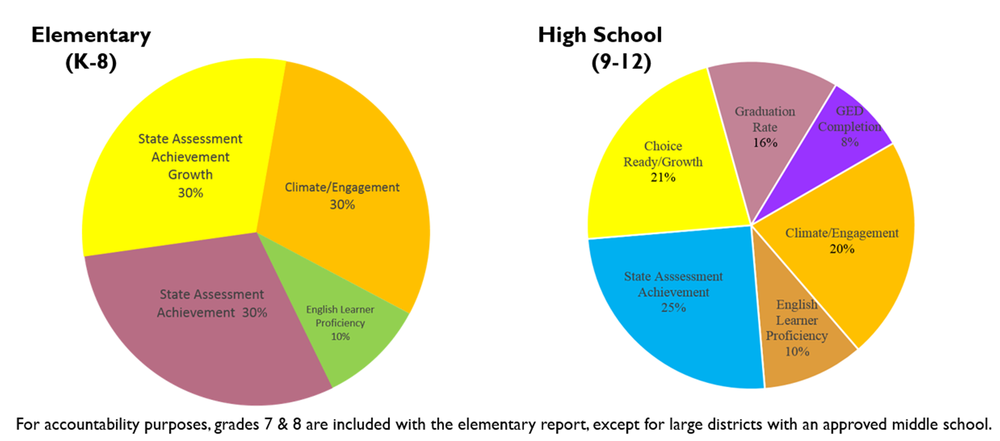 Elementary
(K-8)
State Assessment
Achievement
Growth
30%
Climate/Engagement
30%
State Assessment
Achievement 30%
English Learner
Proficiency
10%
High School
(9-12)
Graduation
Rate
16%
GED
Completion
8%
Choice
Ready/Growth
21%
Climate/Engagement
20%
State Asssessment
Achievement
25%
English
Learner
Proficiency
10%
For accountability purposes, grades 7 & 8 are included with the elementary report, except for large districts with an approved middle school.